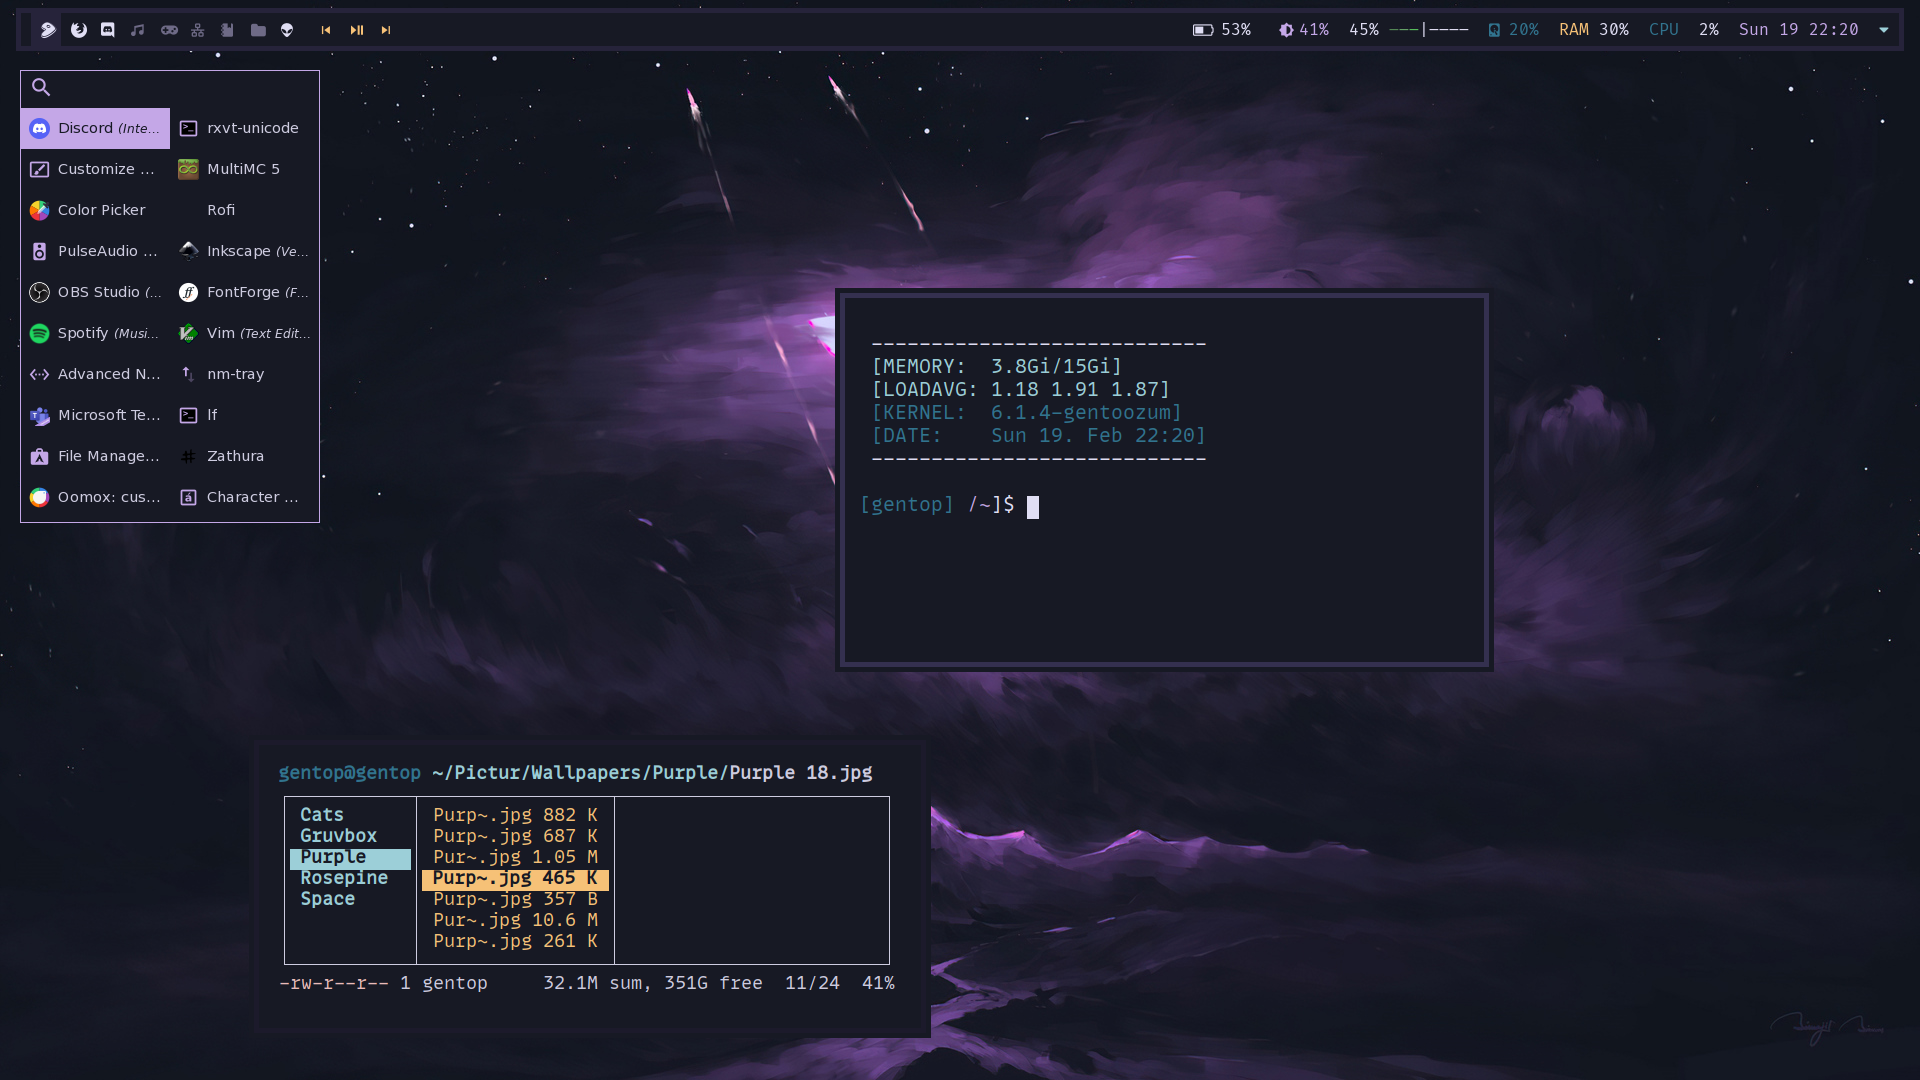 53% 41% 45% ---|---- 20% RAM 30% CPU 2% Sun 19 22:20
Discord (Inte... rxvt-unicode
Customize ... MultiMC 5
Color Picker Rofi
PulseAudio ... Inkscape (Ve...
OBS Studio (... FontForge (F...
Spotify (Musi... Vim (Text Edit...
Advanced N... nm-tray
Microsoft Te... lf
File Manage... Zathura
Oomox: cus... Character ...
----------------------------
[MEMORY:  3.8Gi/15Gi]
[LOADAVG: 1.18 1.91 1.87]
[KERNEL:  6.1.4-gentoozum]
[DATE:    Sun 19. Feb 22:20]
----------------------------
[gentop] /~]$
gentop@gentop ~/Pictur/Wallpapers/Purple/Purple 18.jpg
Cats Purp~.jpg 882 K
Gruvbox Purp~.jpg 687 K
Purple Pur~.jpg 1.05 M
Rosepine Purp~.jpg 465 K
Space Purp~.jpg 357 B
Pur~.jpg 10.6 M
Purp~.jpg 261 K
-rw-r--r-- 1 gentop     32.1M sum, 351G free  11/24  41%